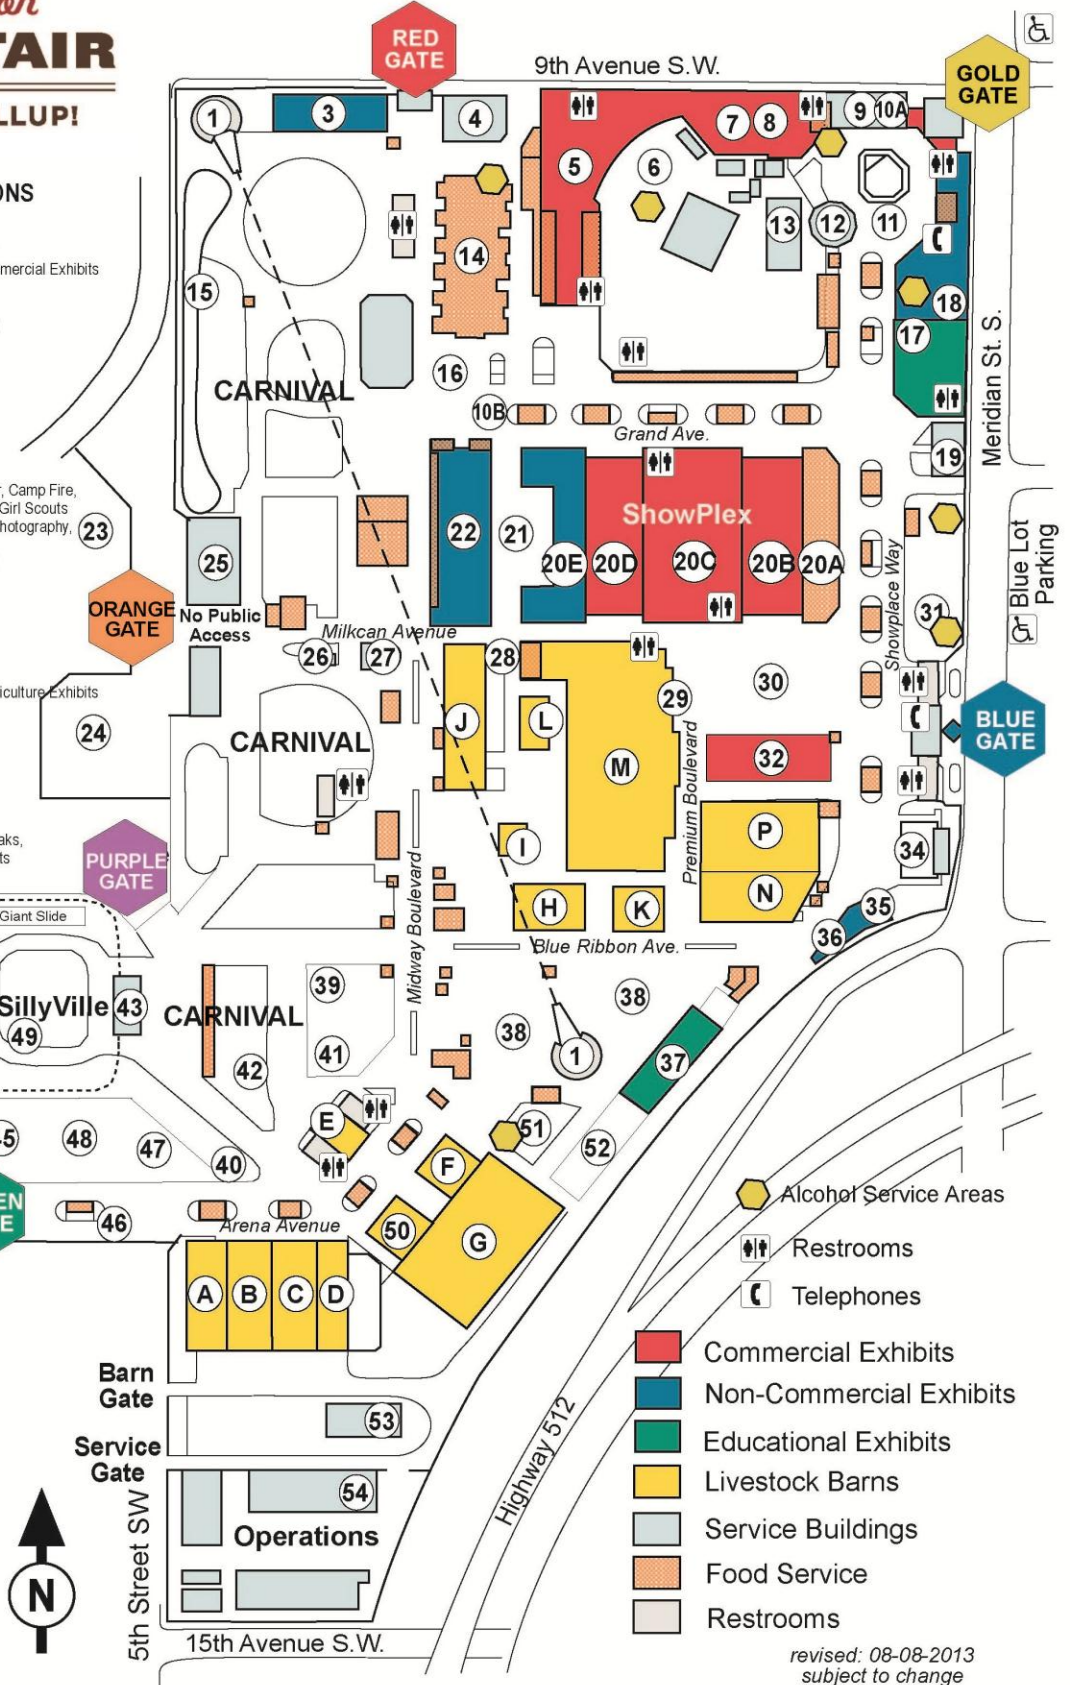 FAIR
LLUP!
RED
GATE
9th Avenue S.W.
GOLD
GATE
1
3
4
5
6
7
8
9
10A
11
12
13
14
15
16
17
18
19
ONS
mercial Exhibits
CARNIVAL
10B
Grand Ave.
Meridian St. S.
, Camp Fire,
Girl Scouts
hotography,
23
22
21
ShowPlex
20E
20D
20C
20B
20A
25
No Public
Access
ORANGE
GATE
Milkcan Avenue
26
27
28
29
30
31
Showplace Way
Blue Lot
Parking
iculture Exhibits
24
CARNIVAL
J
L
M
32
BLUE
GATE
Premium Boulevard
P
N
34
35
36
aks,
ts
PURPLE
GATE
I
H
K
Blue Ribbon Ave.
Midway Boulevard
Giant Slide
SillyVille
49
43
CARNIVAL
39
41
42
38
38
1
37
E
51
52
-5
48
47
40
F
50
G
EN
E
46
Arena Avenue
A
B
C
D
Alcohol Service Areas
Restrooms
Telephones
Commercial Exhibits
Non-Commercial Exhibits
Educational Exhibits
Livestock Barns
Service Buildings
Food Service
Restrooms
Barn
Gate
53
Service
Gate
54
Operations
Highway 512
5th Street SW
N
15th Avenue S.W.
revised: 08-08-2013
subject to change